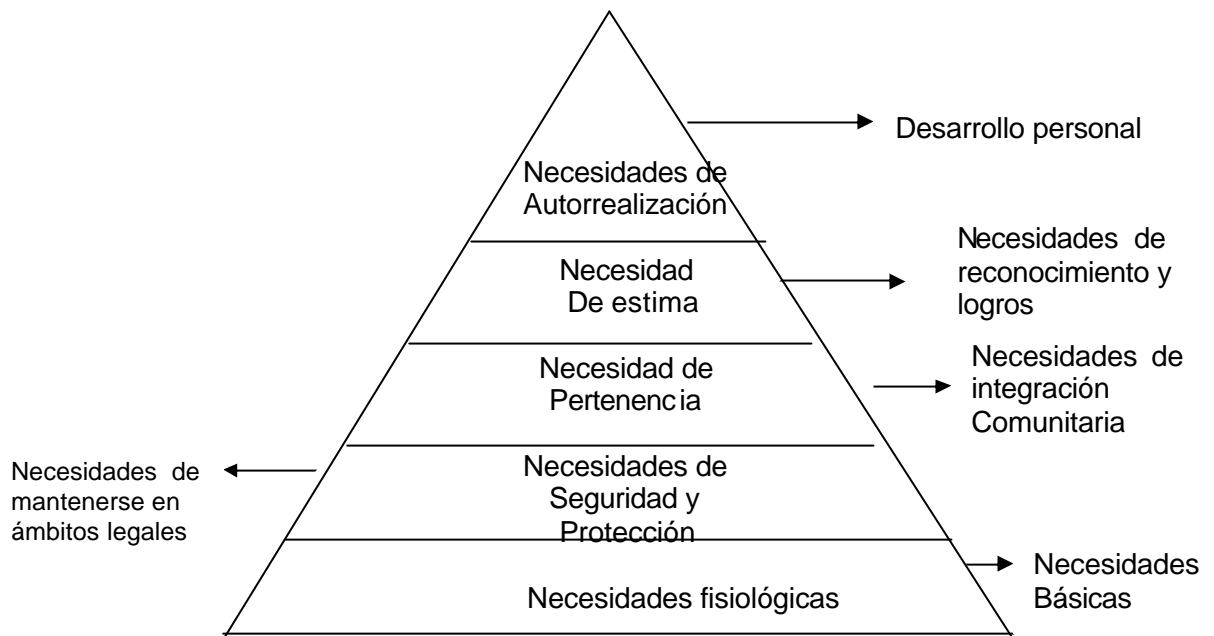 Desarrollo personal
Necesidades de
Autorrealización
Necesidades de
reconocimiento y
logros
Necesidad
De estima
Necesidades de
integración
Comunitaria
Necesidad de
Pertenencia
Necesidades de
mantenerse en
ámbitos legales
Necesidades de
Seguridad y
Protección
Necesidades
Básicas
Necesidades fisiológicas